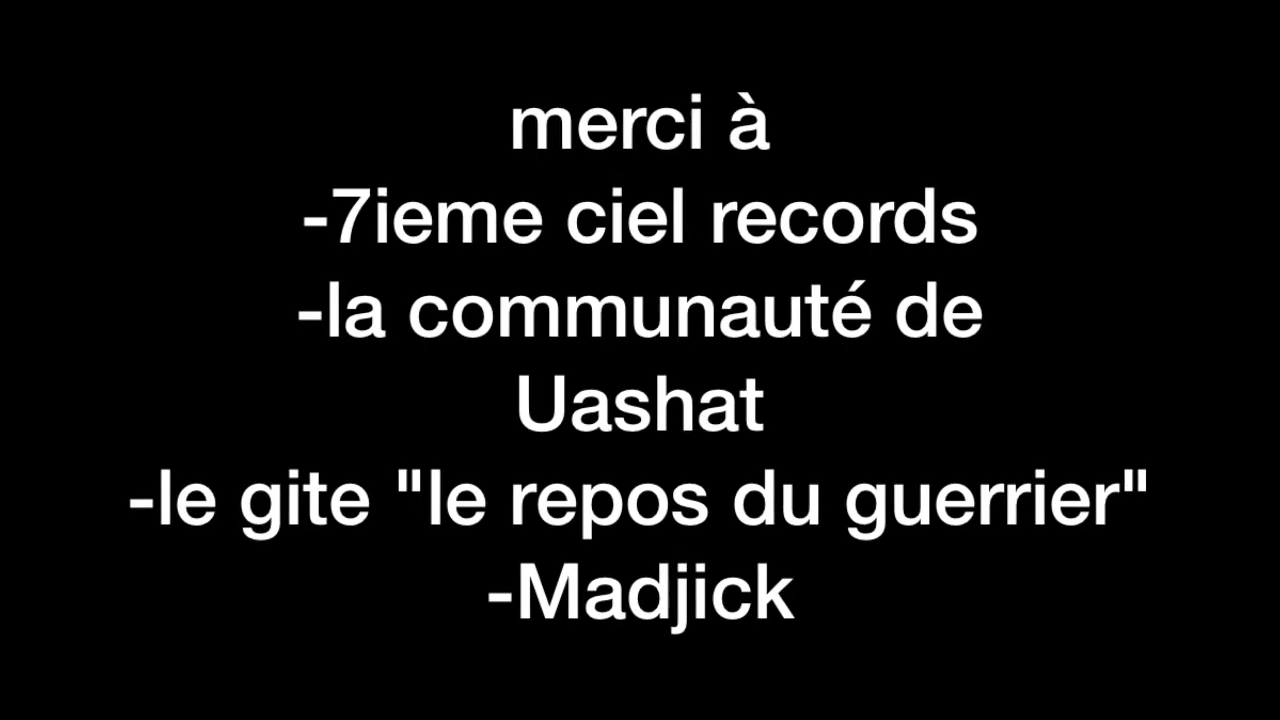 merci à
-7ieme ciel records
-la communauté de
Uashat
-le gite "le repos du guerrier"
-Madjick